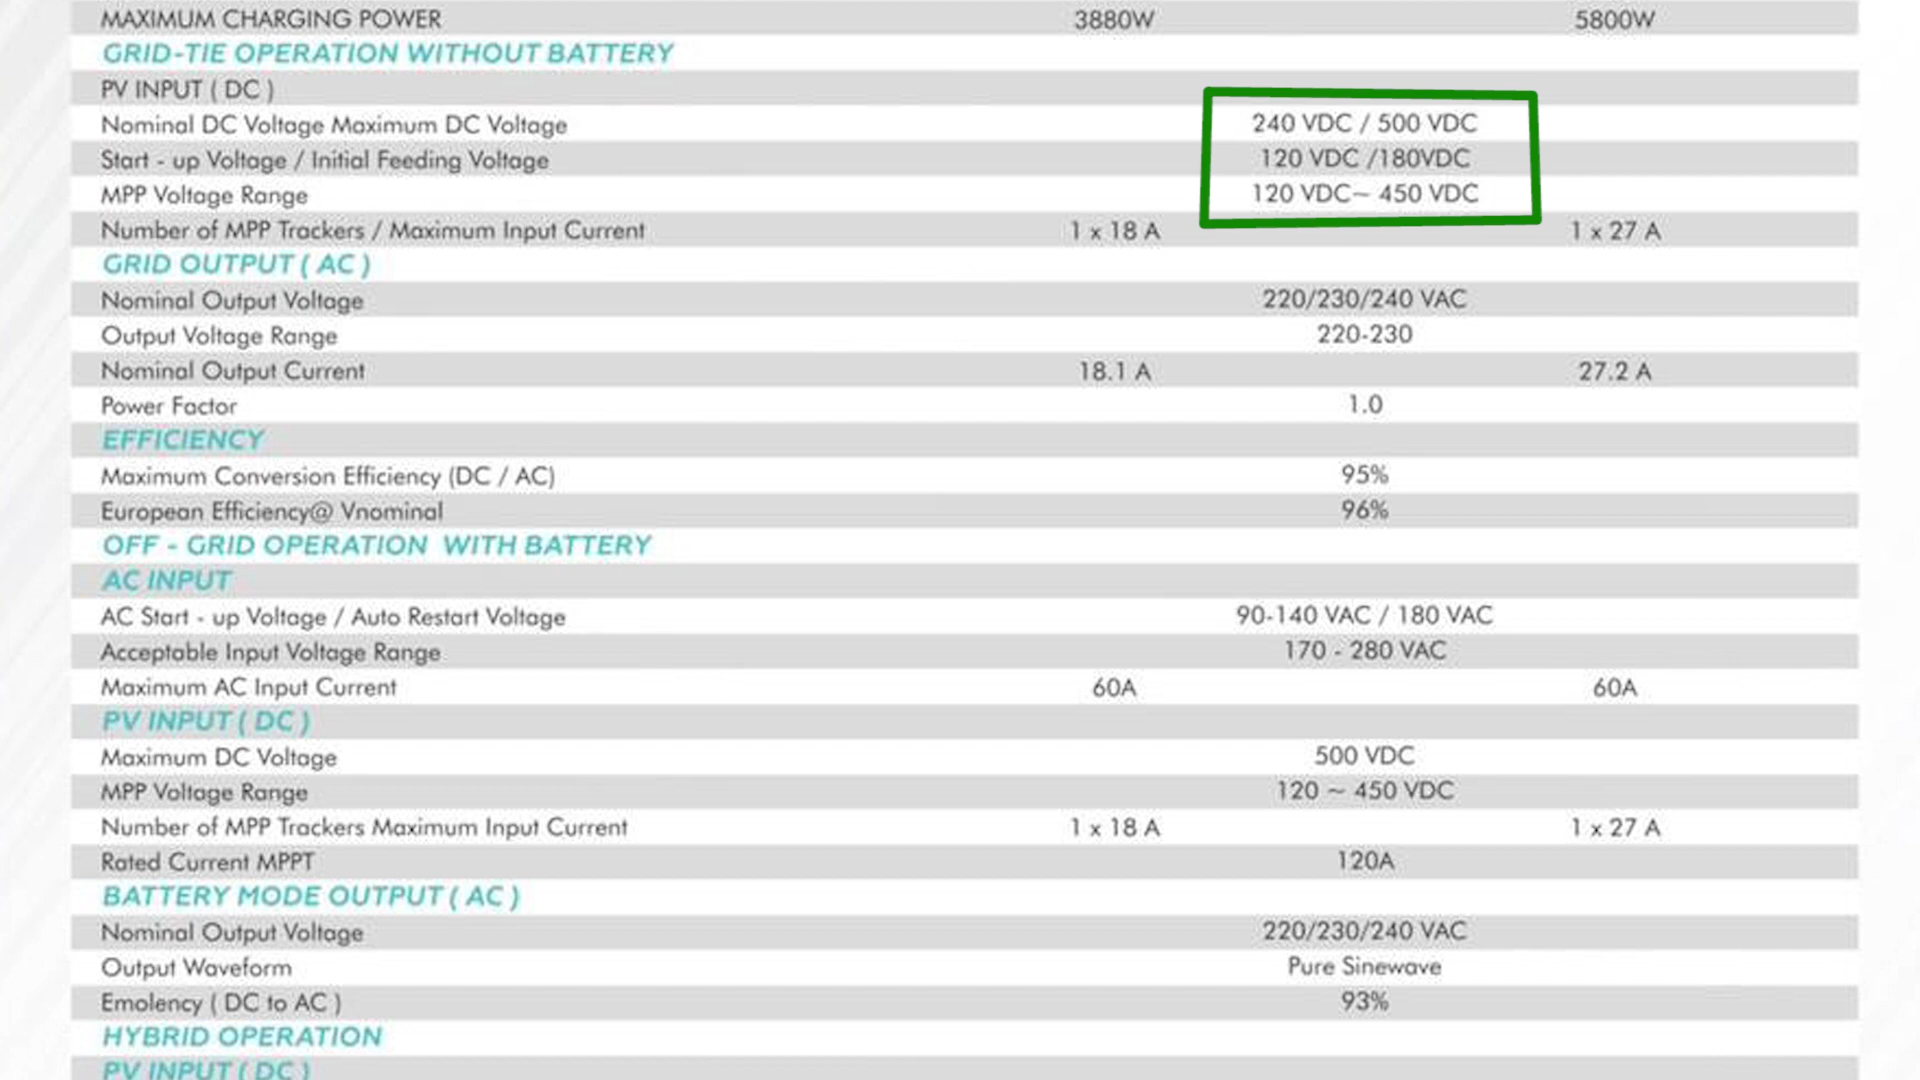 MAXIMUM CHARGING POWER 3880W 5800W
GRID-TIE OPERATION WITHOUT BATTERY
PV INPUT ( DC )
Nominal DC Voltage Maximum DC Voltage 240 VDC / 500 VDC
Start - up Voltage / Initial Feeding Voltage 120 VDC /180VDC
MPP Voltage Range 120 VDC~ 450 VDC
Number of MPP Trackers / Maximum Input Current 1 x 18 A 1 x 27 A
GRID OUTPUT ( AC )
Nominal Output Voltage 220/230/240 VAC
Output Voltage Range 220-230
Nominal Output Current 18.1 A 27.2 A
Power Factor 1.0
EFFICIENCY
Maximum Conversion Efficiency (DC / AC) 95%
European Efficiency@ Vnominal 96%
OFF - GRID OPERATION WITH BATTERY
AC INPUT
AC Start - up Voltage / Auto Restart Voltage 90-140 VAC / 180 VAC
Acceptable Input Voltage Range 170 - 280 VAC
Maximum AC Input Current 60A 60A
PV INPUT ( DC )
Maximum DC Voltage 500 VDC
MPP Voltage Range 120 ~ 450 VDC
Number of MPP Trackers Maximum Input Current 1 x 18 A 1 x 27 A
Rated Current MPPT 120A
BATTERY MODE OUTPUT ( AC )
Nominal Output Voltage 220/230/240 VAC
Output Waveform Pure Sinewave
Emolency ( DC to AC ) 93%
HYBRID OPERATION
PV INPUT ( DC )